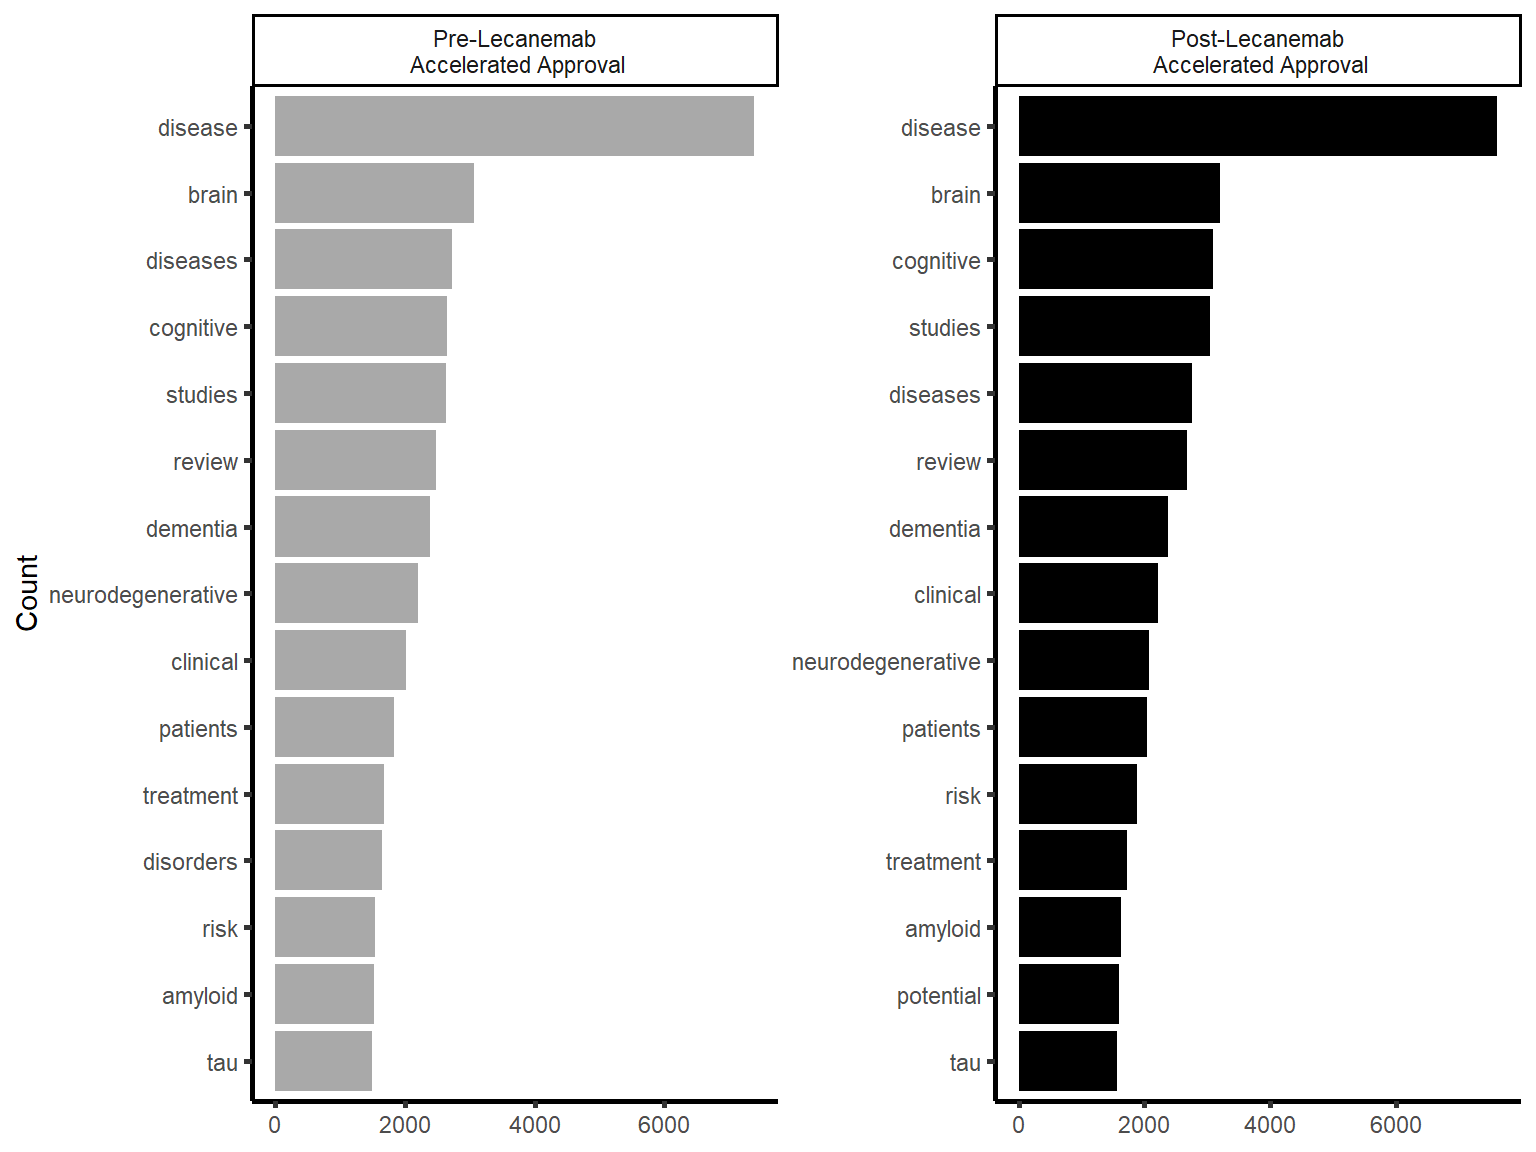 Pre-Lecanemab
Accelerated Approval
disease
brain
diseases
cognitive
studies
review
dementia
neurodegenerative
clinical
patients
treatment
disorders
risk
amyloid
tau
0 2000 4000 6000
Count
Post-Lecanemab
Accelerated Approval
disease
brain
cognitive
studies
diseases
review
dementia
clinical
neurodegenerative
patients
risk
treatment
amyloid
potential
tau
0 2000 4000 6000